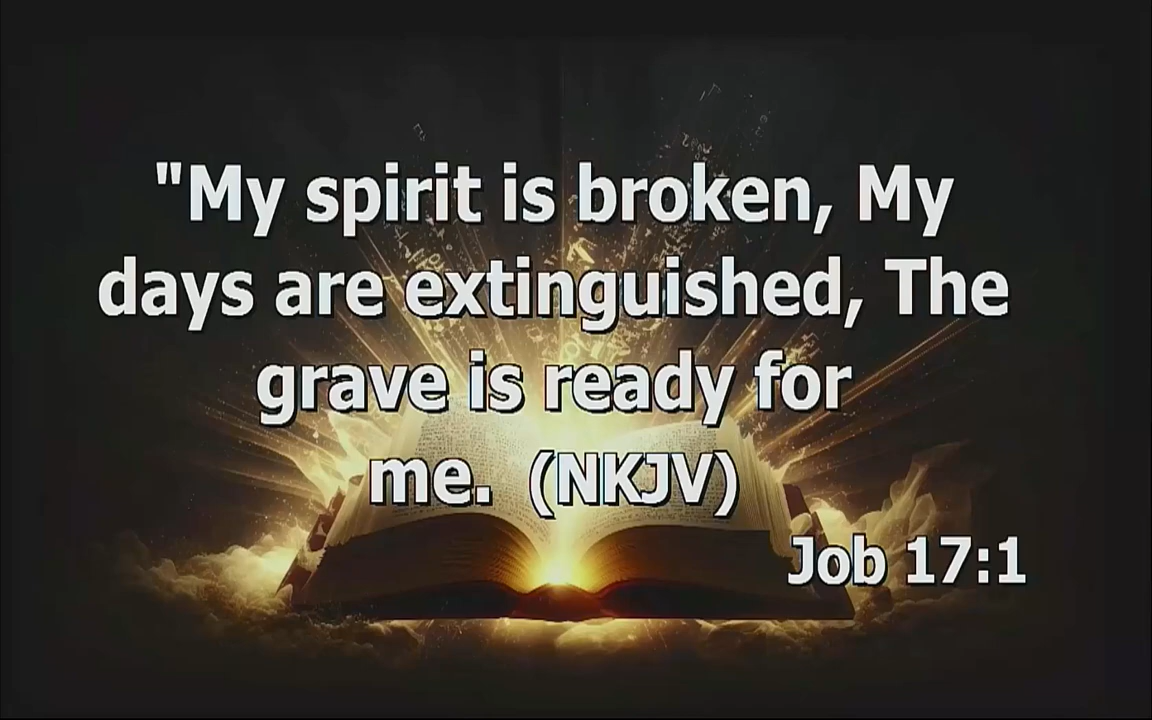 "My spirit is broken, My
days are extinguished, The
grave is ready for
me.  (NKJV)
Job 17:1